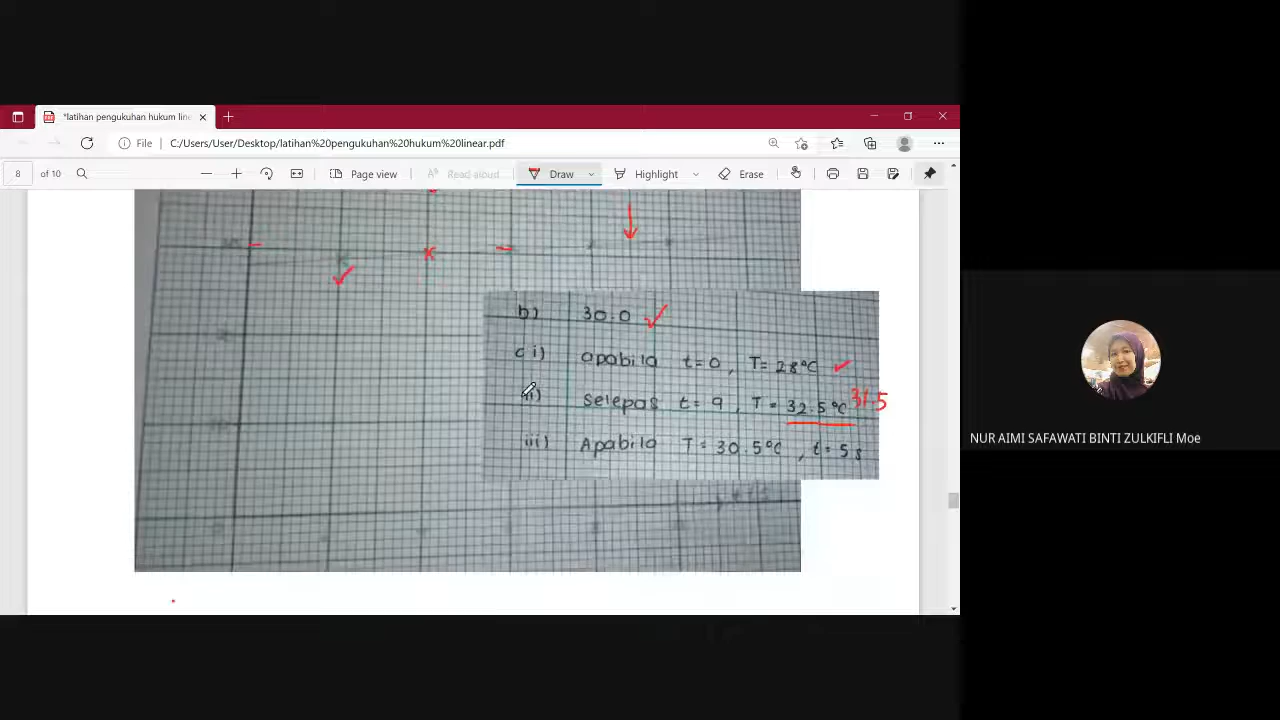 *latihan pengukuhan hukum line
File
C:/Users/User/Desktop/latihan%20pengukuhan%20hukum%20linear.pdf
8 of 10
Page view
Read aloud
Draw
Highlight
Erase
b) 30.0
c i) apabila t=0, T=28°C
ii) selepas t=9, T=32.5°C 31.5
iii) Apabila T=30.5°C, t=5s
NUR AIMI SAFAWATI BINTI ZULKIFLI Moe